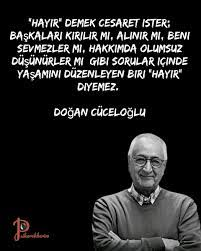 "HAYIR" DEMEK CESARET ISTER;
BAŞKALARI KIRILIR MI, ALINIR MI, BENI
SEVMEZLER MI, HAKKIMDA OLUMSUZ
DÜŞÜNÜRLER MI GIBI SORULAR IÇINDE
YAŞAMINI DÜZENLEYEN BIRI "HAYIR"
DIYEMEZ.
DOĞAN CÜCELOĞLU